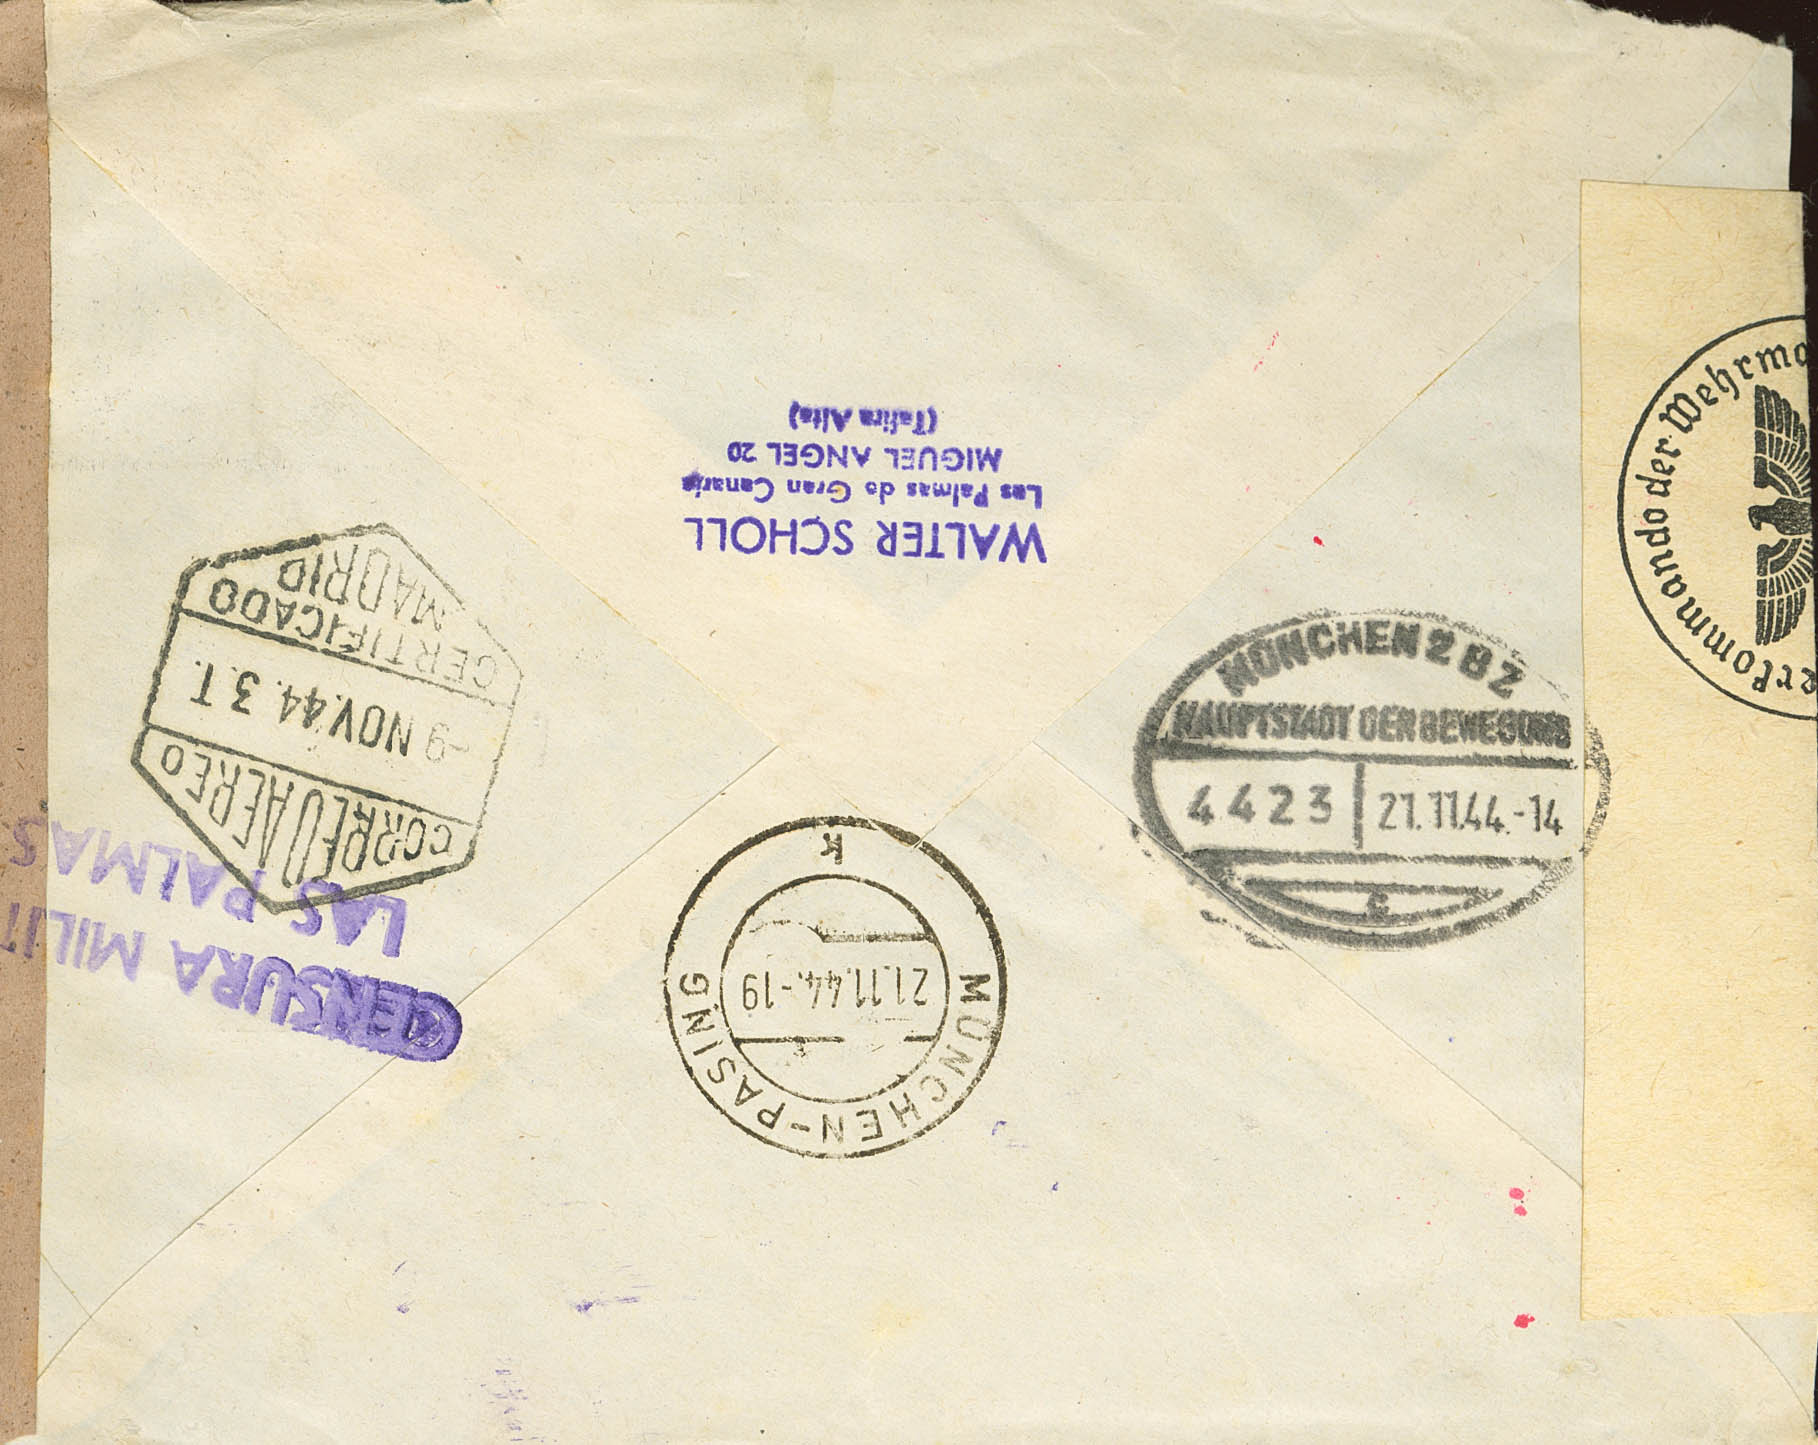 WALTER SCHOLL
Las Palmas de Gran Canaria
MIGUEL ANGEL 20
(Tafira Alta)
CORREO AEREO
-9 NOV.44. 3.T.
CERTIFICADO
MADRID
CENSURA MILIT
LAS PALMAS
MÜNCHEN-PASING
21.11.44.-19
k
MÜNCHEN 2 BZ
HAUPTSTADT DER BEWEGUNG
4423 21.11.44.-14
c
erkommando der Wehrma